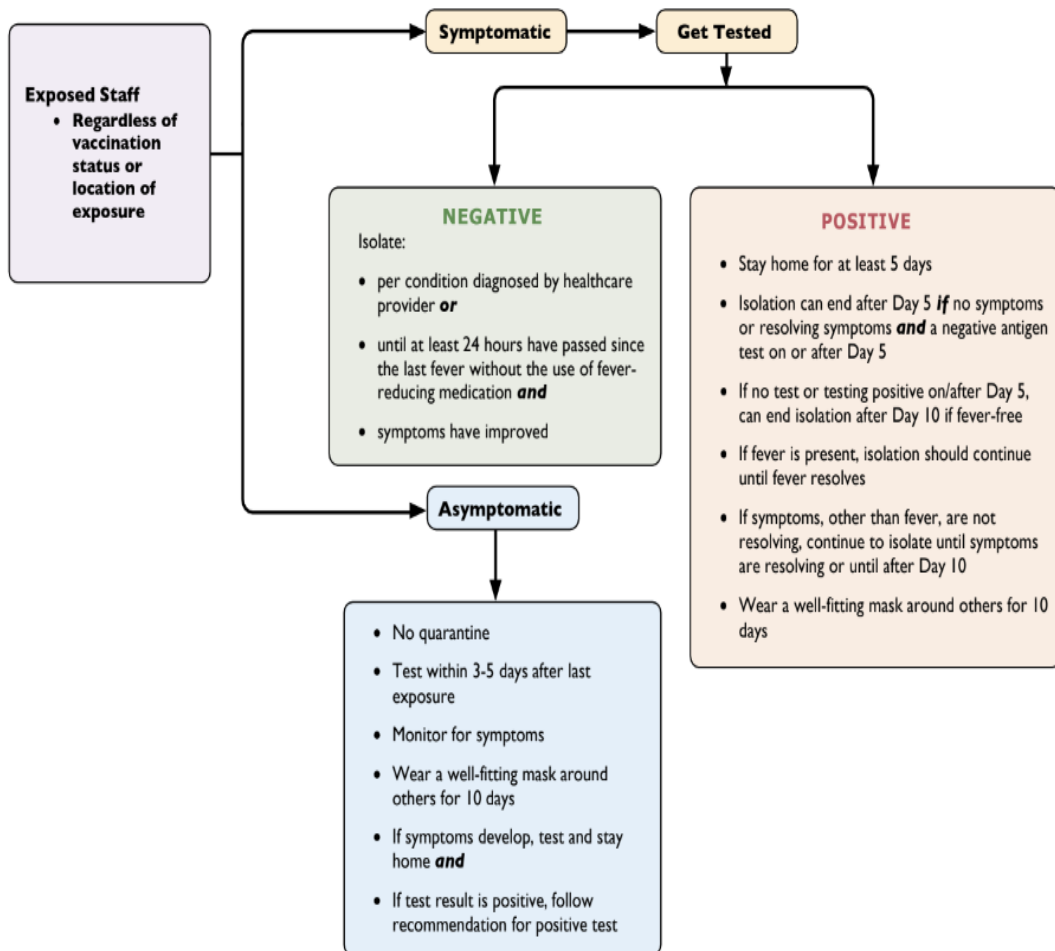 Symptomatic
Get Tested
Exposed Staff
• Regardless of
vaccination
status or
location of
exposure
NEGATIVE
Isolate:
• per condition diagnosed by healthcare
provider or
• until at least 24 hours have passed since
the last fever without the use of fever-
reducing medication and
• symptoms have improved
POSITIVE
• Stay home for at least 5 days
• Isolation can end after Day 5 if no symptoms
or resolving symptoms and a negative antigen
test on or after Day 5
• If no test or testing positive on/after Day 5,
can end isolation after Day 10 if fever-free
• If fever is present, isolation should continue
until fever resolves
• If symptoms, other than fever, are not
resolving, continue to isolate until symptoms
are resolving or until after Day 10
• Wear a well-fitting mask around others for 10
days
Asymptomatic
• No quarantine
• Test within 3-5 days after last
exposure
• Monitor for symptoms
• Wear a well-fitting mask around
others for 10 days
• If symptoms develop, test and stay
home and
• If test result is positive, follow
recommendation for positive test